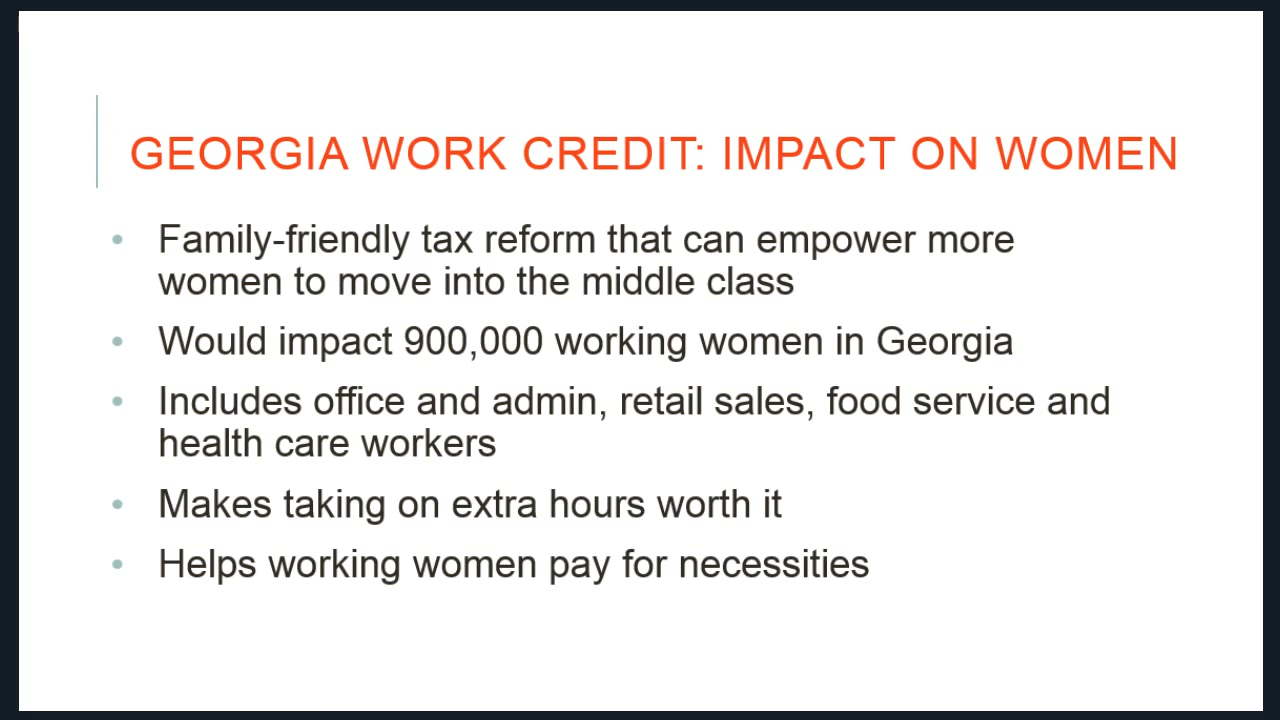 GEORGIA WORK CREDIT: IMPACT ON WOMEN
• Family-friendly tax reform that can empower more
women to move into the middle class
• Would impact 900,000 working women in Georgia
• Includes office and admin, retail sales, food service and
health care workers
• Makes taking on extra hours worth it
• Helps working women pay for necessities